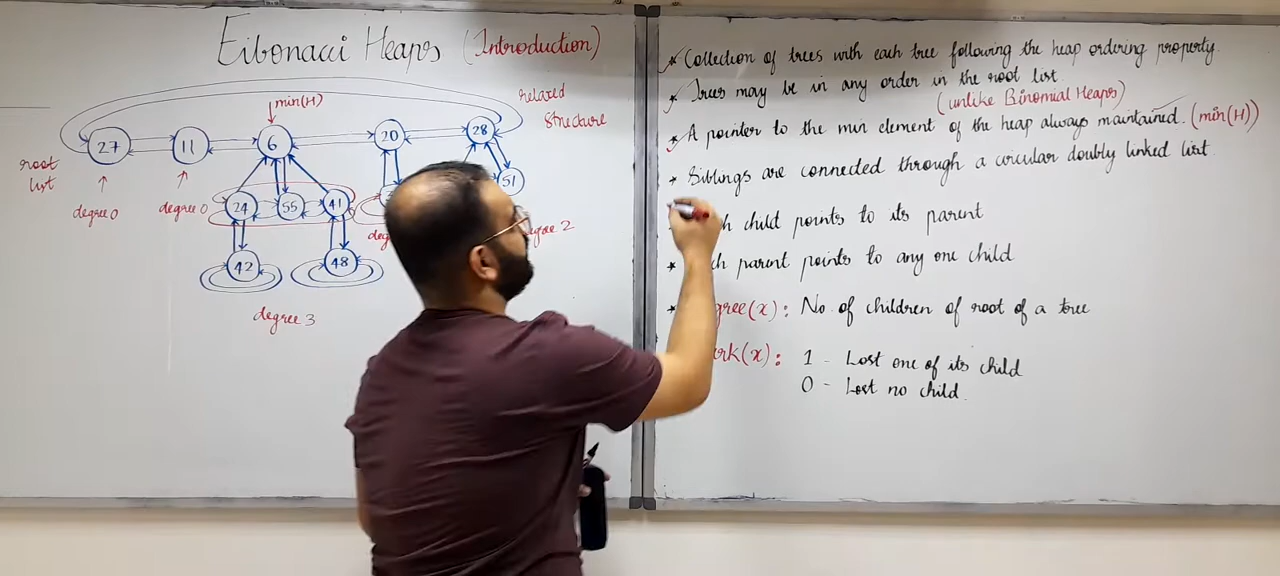 Fibonacci Heaps (Introduction)
min(H)
relaxed
structure
27
11
6
20
28
root
list
degree 0
degree 0
24
55
41
51
degree 2
42
48
degree 3
Collection of trees with each tree following the heap ordering property.
Trees may be in any order in the root list
(unlike Binomial Heaps)
A pointer to the min element of the heap always maintained. (min(H))
Siblings are connected through a circular doubly linked list.
child points to its parent
parent points to any one child
(x): No. of children of root of a tree
(x): 1 - Lost one of its child
0 - Lost no child.